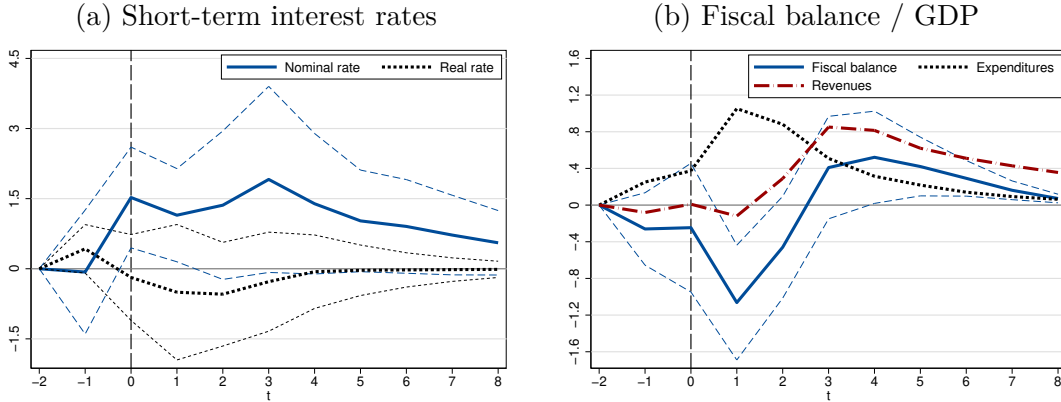 (a) Short-term interest rates
4.5
3
1.5
0
-1.5
Nominal rate Real rate
-2 -1 0 1 2 3 4 5 6 7 8
t
(b) Fiscal balance / GDP
1.6
1.2
.8
.4
0
-.4
-.8
-1.2
-1.6
Fiscal balance Expenditures
Revenues
-2 -1 0 1 2 3 4 5 6 7 8
t